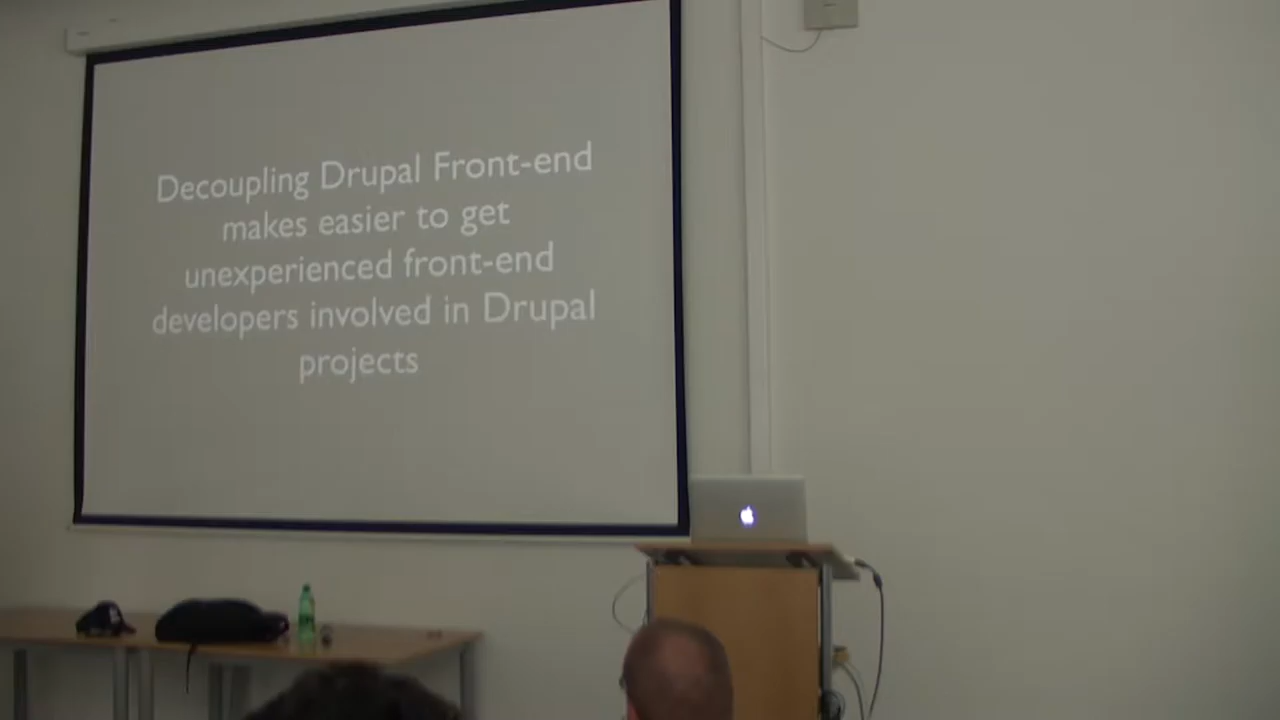 Decoupling Drupal Front-end
makes easier to get
unexperienced front-end
developers involved in Drupal
projects